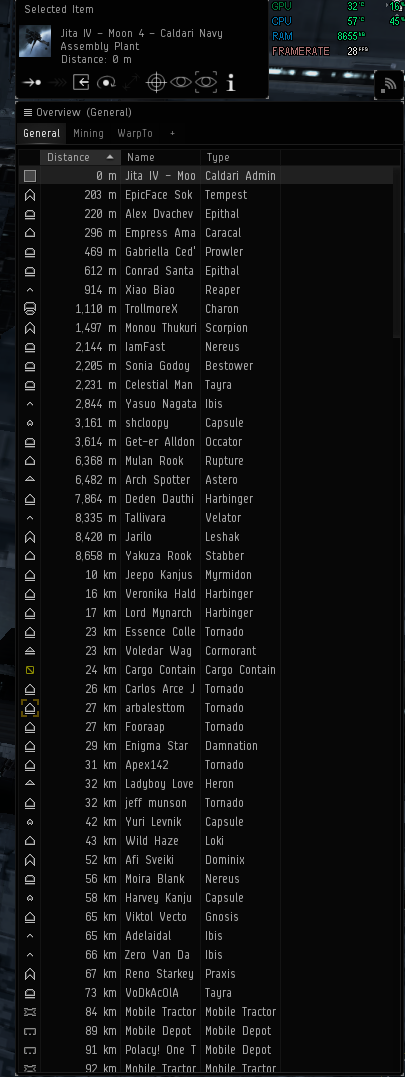 Selected Item
Jita IV - Moon 4 - Caldari Navy
Assembly Plant
Distance: 0 m
GPU 32°C 16
CPU 57°C 45
RAM 8655
FRAMERATE 28FPS
Overview (General)
General Mining WarpTo +
Distance Name Type
0 m Jita IV - Moo Caldari Admin
203 m EpicFace Sok Tempest
220 m Alex Dvachev Epithal
296 m Empress Ama Caracal
469 m Gabriella Ced' Prowler
612 m Conrad Santa Epithal
914 m Xiao Biao Reaper
1,110 m TrollmoreX Charon
1,497 m Monou Thukuri Scorpion
2,144 m IamFast Nereus
2,205 m Sonia Godoy Bestower
2,231 m Celestial Man Tayra
2,844 m Yasuo Nagata Ibis
3,161 m shcloopy Capsule
3,614 m Get-er Alldon Occator
6,368 m Mulan Rook Rupture
6,482 m Arch Spotter Astero
7,864 m Deden Dauthi Harbinger
8,335 m Tallivara Velator
8,420 m Jarilo Leshak
8,658 m Yakuza Rook Stabber
10 km Jeepo Kanjus Myrmidon
16 km Veronika Hald Harbinger
17 km Lord Mynarch Harbinger
23 km Essence Colle Tornado
23 km Voledar Wag Cormorant
24 km Cargo Contain Cargo Contain
26 km Carlos Arce J Tornado
27 km arbalesttom Tornado
27 km Fooraap Tornado
29 km Enigma Star Damnation
31 km Apex142 Tornado
32 km Ladyboy Love Heron
32 km jeff munson Tornado
42 km Yuri Levnik Capsule
43 km Wild Haze Loki
52 km Afi Sveiki Dominix
56 km Moira Blank Nereus
58 km Harvey Kanju Capsule
65 km Viktol Vecto Gnosis
65 km Adelaidal Ibis
66 km Zero Van Da Ibis
67 km Reno Starkey Praxis
73 km VoDkAcOlA Tayra
84 km Mobile Tractor Mobile Tractor
89 km Mobile Depot Mobile Depot
91 km Polacy! One T Mobile Depot
92 km Mobile Tractor Mobile Tractor